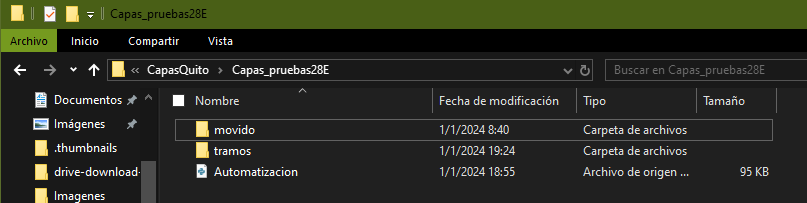 Capas_pruebas28E
Archivo Inicio Compartir Vista
« CapasQuito › Capas_pruebas28E Buscar en Capas_pruebas28E
Documentos
Imágenes
.thumbnails
drive-download-
Imagenes
Nombre Fecha de modificación Tipo Tamaño
movido 1/1/2024 8:40 Carpeta de archivos
tramos 1/1/2024 19:24 Carpeta de archivos
Automatizacion 1/1/2024 18:55 Archivo de origen ... 95 KB